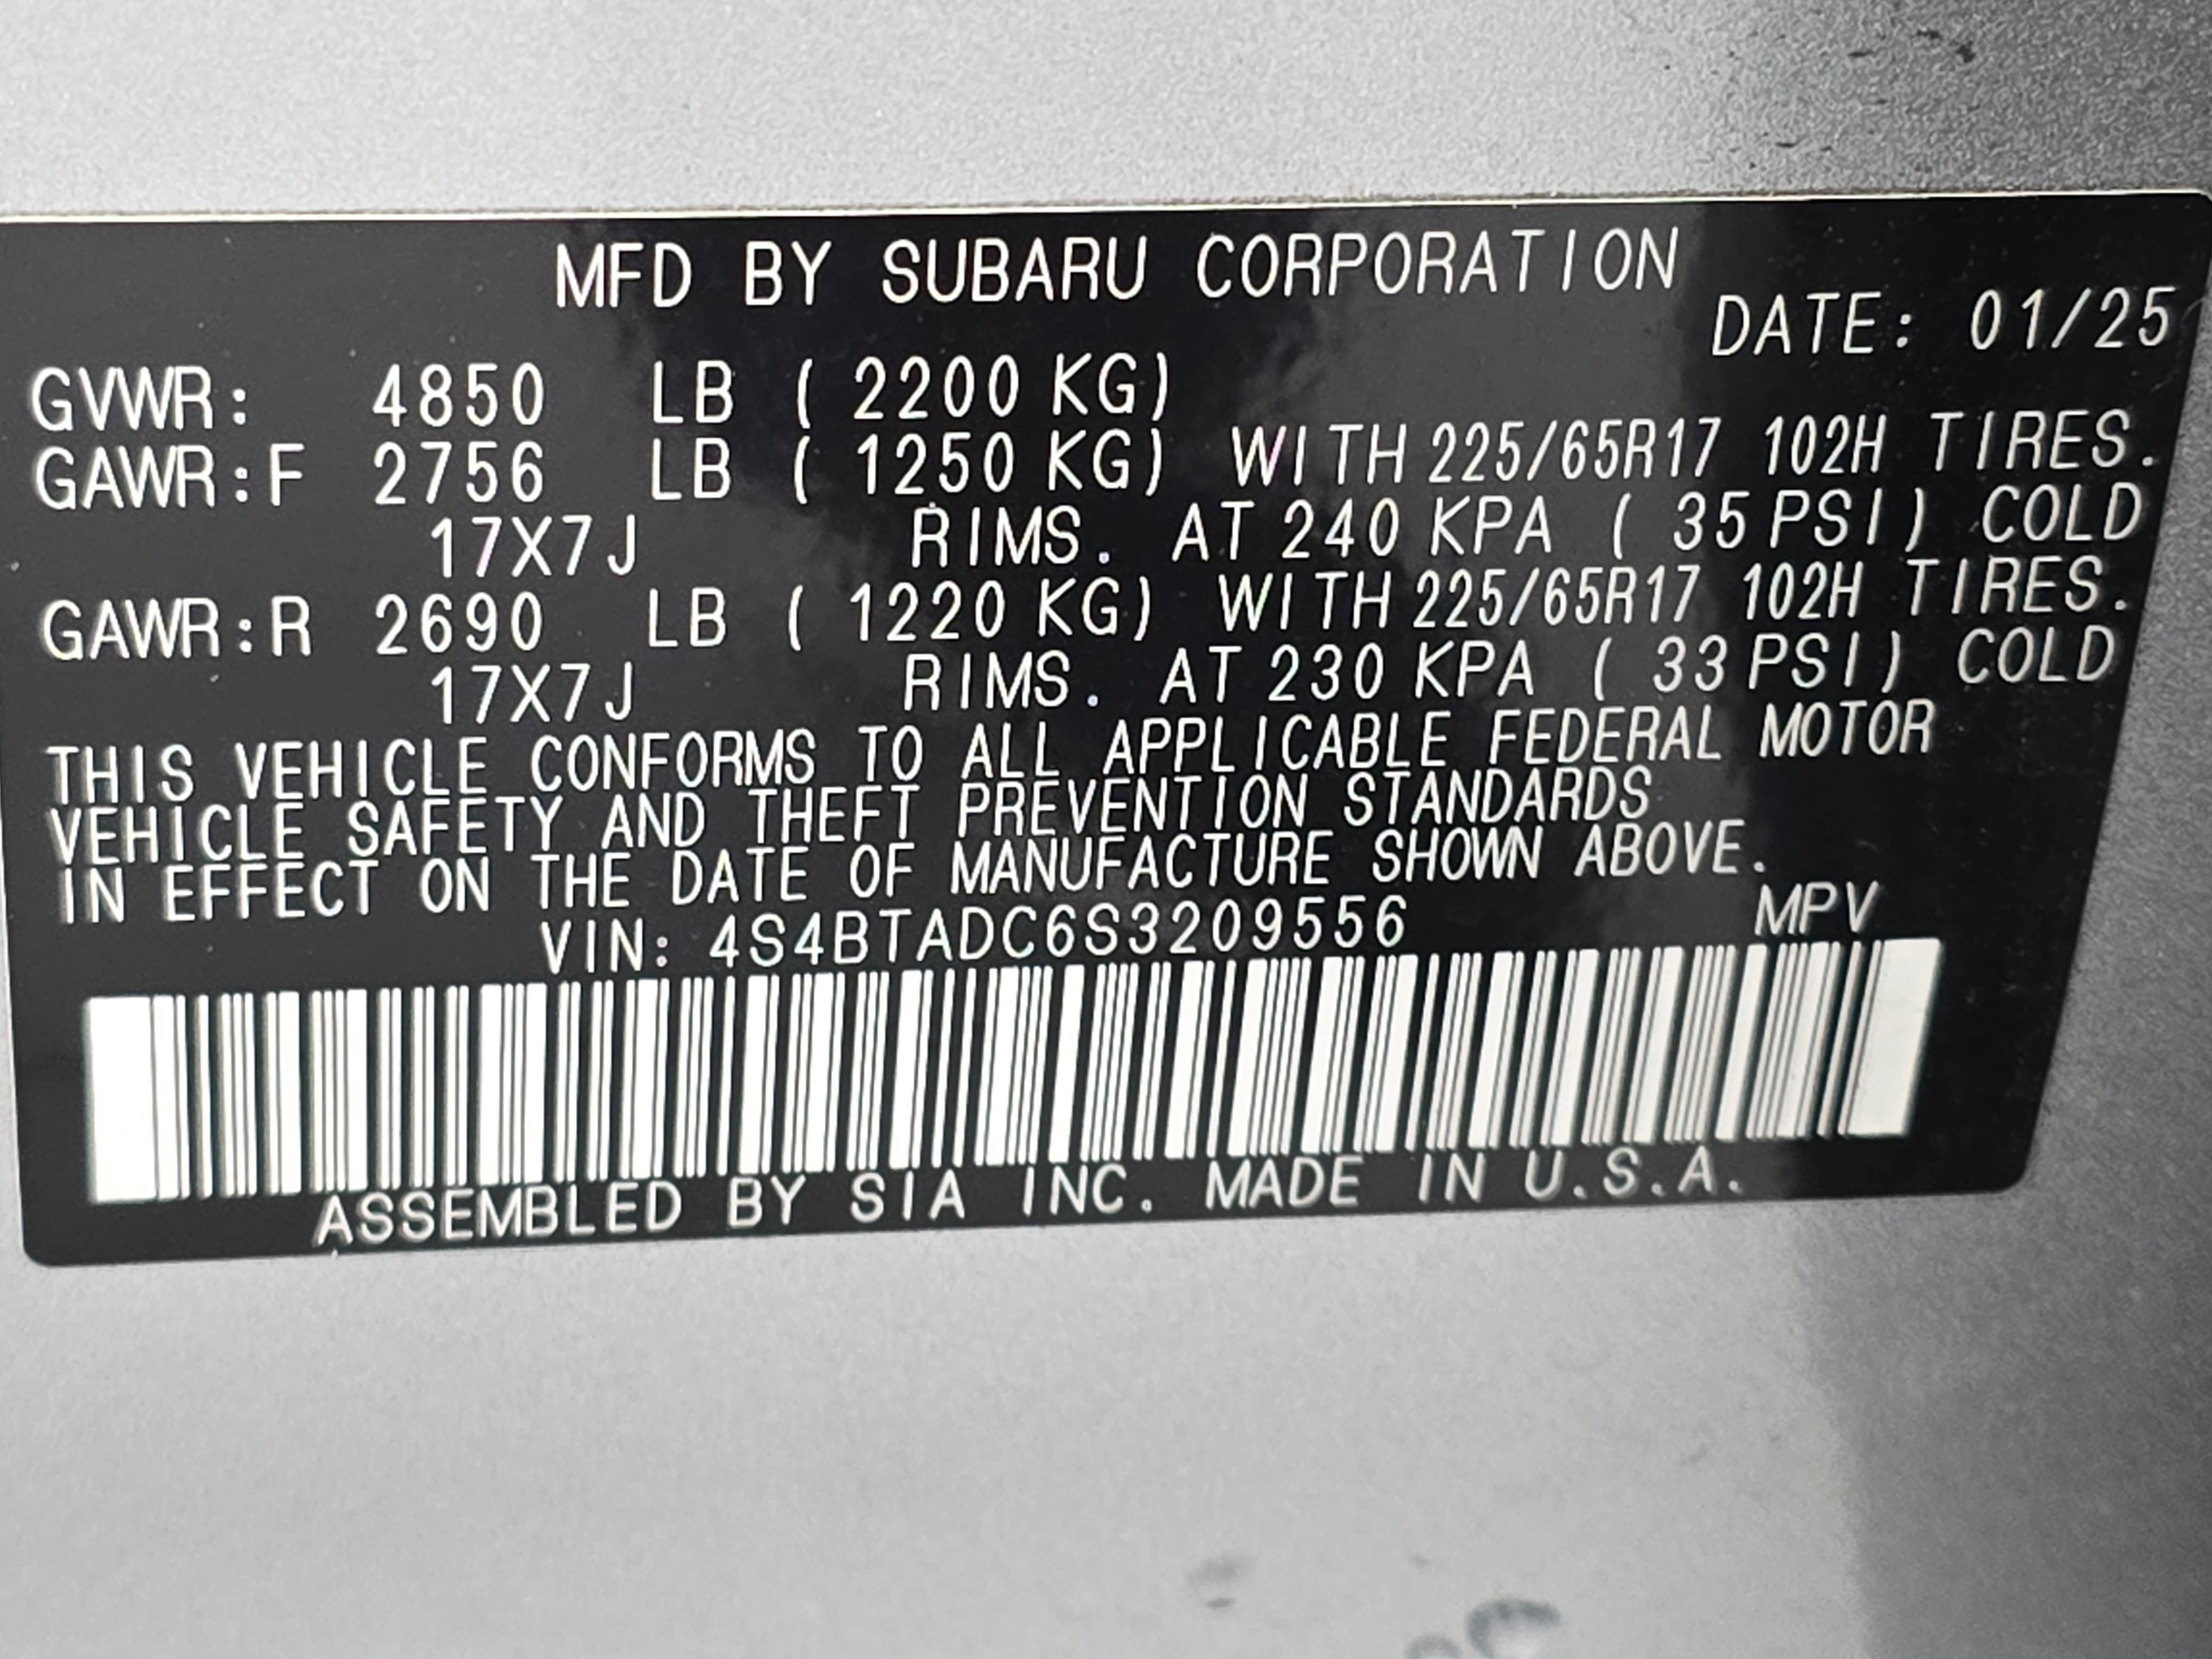 MFD BY SUBARU CORPORATION
DATE: 01/25
GVWR: 4850 LB ( 2200 KG)
GAWR:F 2756 LB ( 1250 KG) WITH 225/65R17 102H TIRES.
17X7J RIMS. AT 240 KPA ( 35 PSI) COLD
GAWR:R 2690 LB ( 1220 KG) WITH 225/65R17 102H TIRES.
17X7J RIMS. AT 230 KPA ( 33 PSI) COLD
THIS VEHICLE CONFORMS TO ALL APPLICABLE FEDERAL MOTOR
VEHICLE SAFETY AND THEFT PREVENTION STANDARDS
IN EFFECT ON THE DATE OF MANUFACTURE SHOWN ABOVE.
VIN: 4S4BTADC6S3209556 MPV
ASSEMBLED BY SIA INC. MADE IN U.S.A.